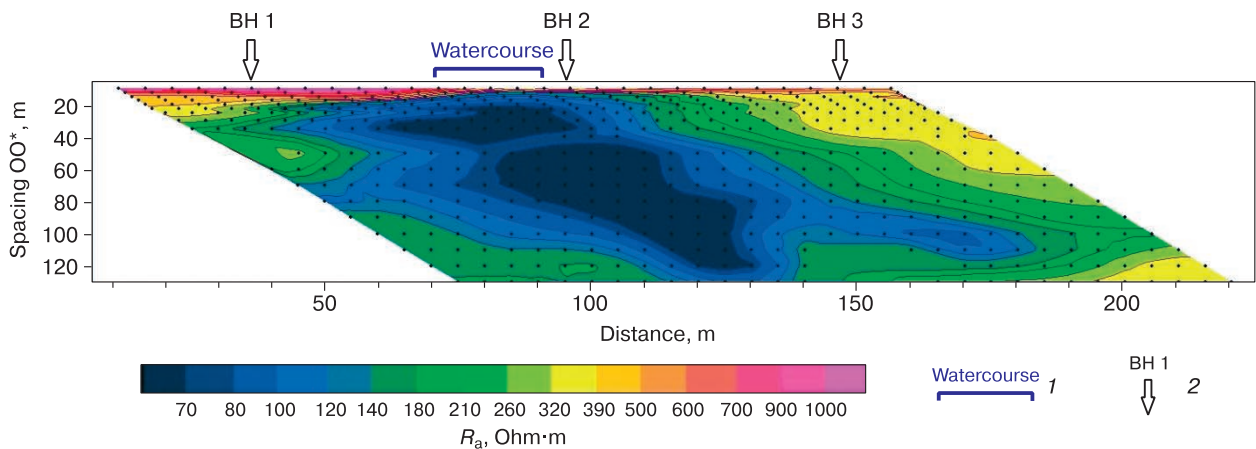 BH 1
BH 2
BH 3
Watercourse
Spacing OO*, m
20
40
60
80
100
120
50
100
150
200
Distance, m
70 80 100 120 140 180 210 260 320 390 500 600 700 900 1000
Ra, Ohm·m
Watercourse 1
BH 1
2